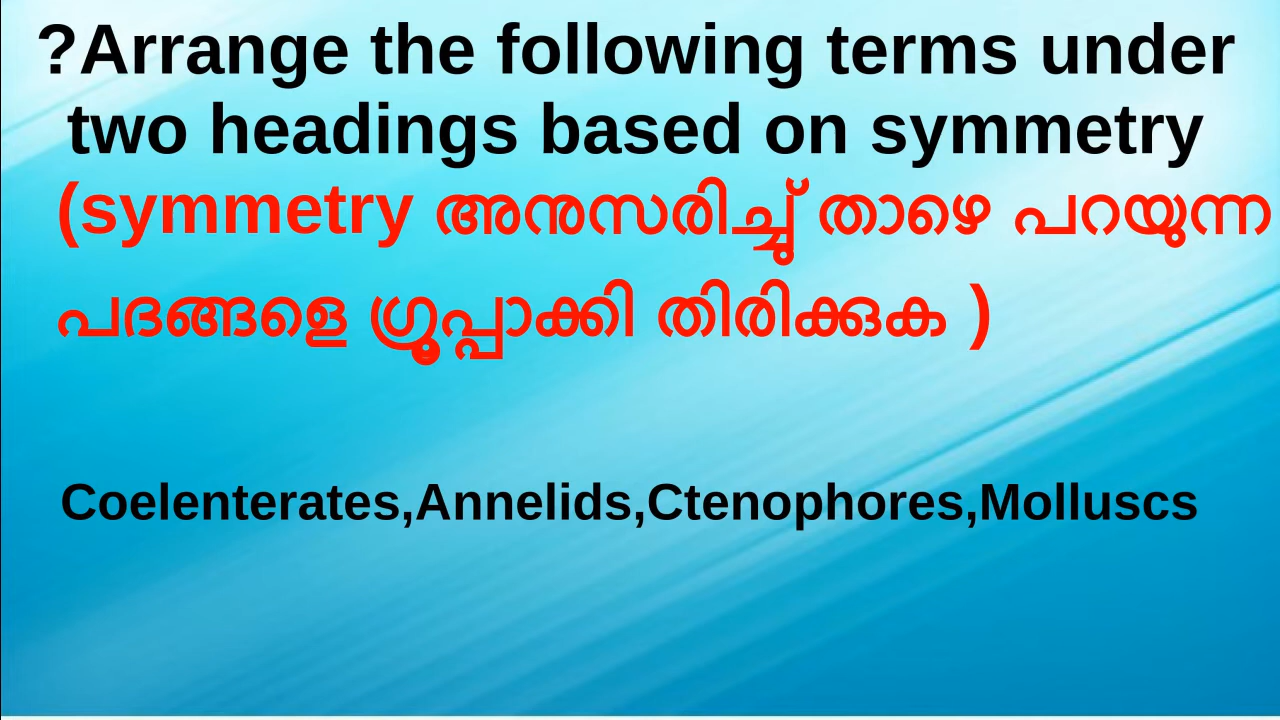 ?Arrange the following terms under
two headings based on symmetry
(symmetry അനുസരിച്ച് താഴെ പറയുന്ന
പദങ്ങളെ ഗ്രൂപ്പാക്കി തിരിക്കുക )
Coelenterates,Annelids,Ctenophores,Molluscs